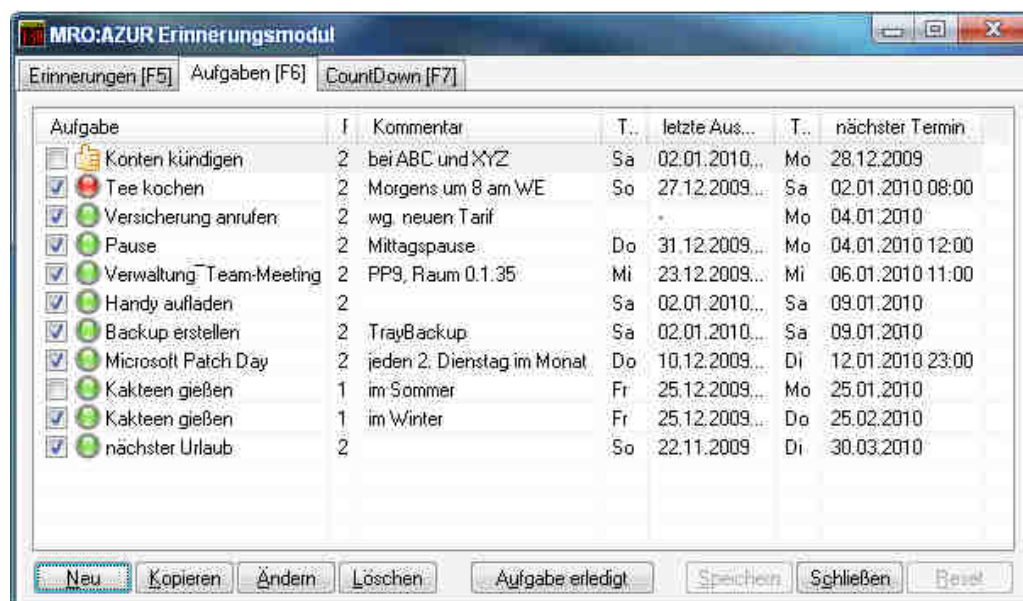 MRO:AZUR Erinnerungsmodul
Erinnerungen [F5] Aufgaben [F6] CountDown [F7]
Aufgabe Kommentar T.. letzte Aus... T.. nächster Termin
Konten kündigen 2 bei ABC und XYZ Sa 02.01.2010... Mo 28.12.2009
Tee kochen 2 Morgens um 8 am WE So 27.12.2009... Sa 02.01.2010 08:00
Versicherung anrufen 2 wg. neuen Tarif - Mo 04.01.2010
Pause 2 Mittagspause Do 31.12.2009... Mo 04.01.2010 12:00
Verwaltung¯Team-Meeting 2 PP9, Raum 0.1.35 Mi 23.12.2009... Mi 06.01.2010 11:00
Handy aufladen 2 Sa 02.01.2010... Sa 09.01.2010
Backup erstellen 2 TrayBackup Sa 02.01.2010... Sa 09.01.2010
Microsoft Patch Day 2 jeden 2. Dienstag im Monat Do 10.12.2009... Di 12.01.2010 23:00
Kakteen gießen 1 im Sommer Fr 25.12.2009... Mo 25.01.2010
Kakteen gießen 1 im Winter Fr 25.12.2009... Do 25.02.2010
nächster Urlaub 2 So 22.11.2009 Di 30.03.2010
Neu Kopieren Ändern Löschen Aufgabe erledigt Speichern Schließen Reset